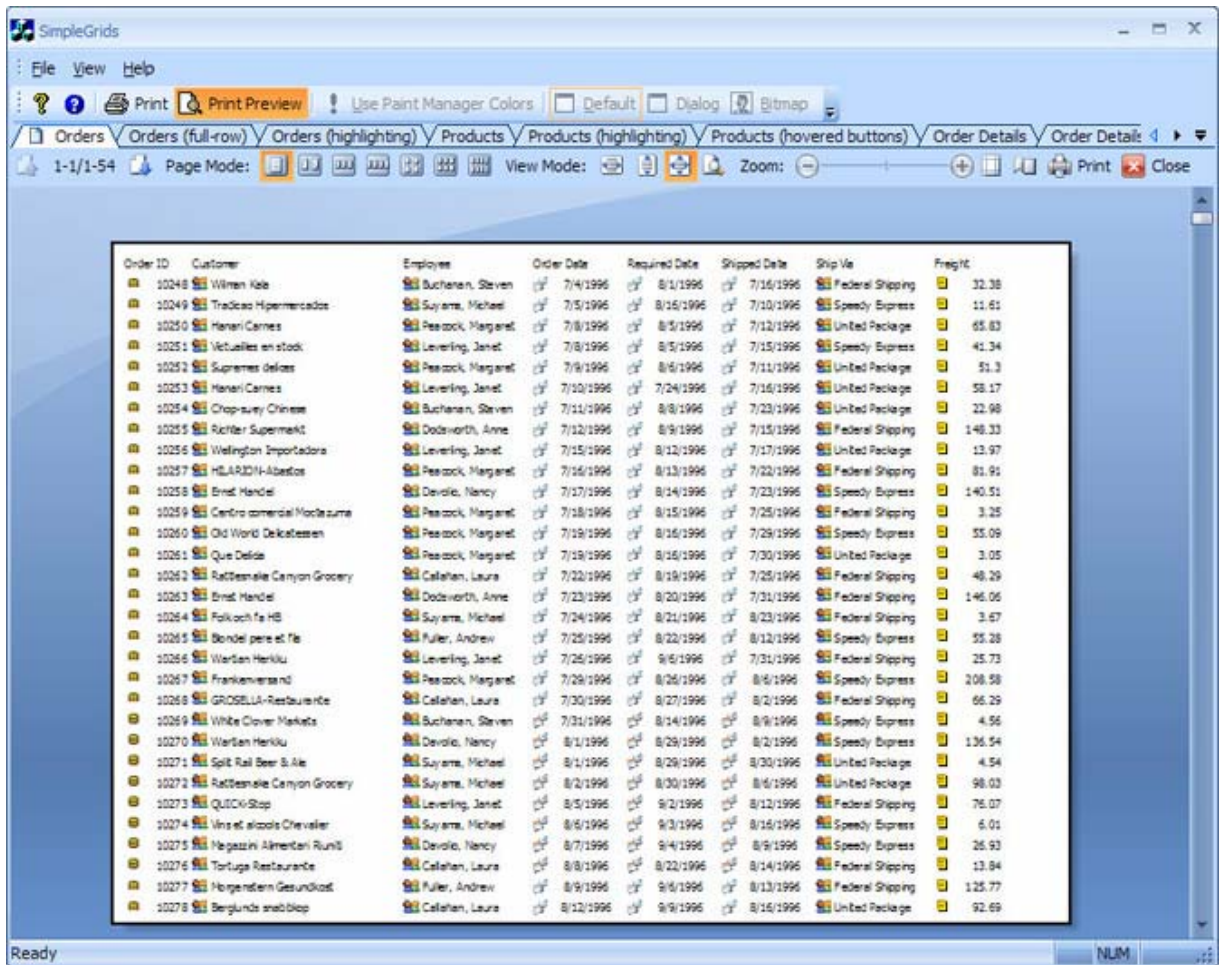 SimpleGrids
File View Help
Print Print Preview Use Paint Manager Colors Default Dialog Bitmap
Orders Orders (full-row) Orders (highlighting) Products Products (highlighting) Products (hovered buttons) Order Details Order Details
1-1/1-54 Page Mode: View Mode: Zoom: Print Close
Order ID Customer Employee Order Date Required Date Shipped Date Ship Via Freight
10248 Wilman Kala Buchanan, Steven 7/4/1996 8/1/1996 7/16/1996 Federal Shipping 32.38
10249 Tradicao Hipermercados Suyama, Michael 7/5/1996 8/16/1996 7/10/1996 Speedy Express 11.61
10250 Hanari Carnes Peacock, Margaret 7/8/1996 8/5/1996 7/12/1996 United Package 65.83
10251 Victuailles en stock Leverling, Janet 7/8/1996 8/5/1996 7/15/1996 Speedy Express 41.34
10252 Supremes delices Peacock, Margaret 7/9/1996 8/6/1996 7/11/1996 United Package 51.3
10253 Hanari Carnes Leverling, Janet 7/10/1996 7/24/1996 7/16/1996 United Package 58.17
10254 Chop-suey Chinese Buchanan, Steven 7/11/1996 8/8/1996 7/23/1996 United Package 22.98
10255 Richter Supermarkt Dodsworth, Anne 7/12/1996 8/9/1996 7/15/1996 Federal Shipping 148.33
10256 Wellington Importadora Leverling, Janet 7/15/1996 8/12/1996 7/17/1996 United Package 13.97
10257 HILARION-Abastos Peacock, Margaret 7/16/1996 8/13/1996 7/22/1996 Federal Shipping 81.91
10258 Ernst Handel Davolio, Nancy 7/17/1996 8/14/1996 7/23/1996 Speedy Express 140.51
10259 Centro comercial Moctezuma Peacock, Margaret 7/18/1996 8/15/1996 7/25/1996 Federal Shipping 3.25
10260 Old World Delicatessen Peacock, Margaret 7/19/1996 8/16/1996 7/29/1996 Speedy Express 55.09
10261 Que Delicia Peacock, Margaret 7/19/1996 8/16/1996 7/30/1996 United Package 3.05
10262 Rattlesnake Canyon Grocery Callahan, Laura 7/22/1996 8/19/1996 7/25/1996 Federal Shipping 48.29
10263 Ernst Handel Dodsworth, Anne 7/23/1996 8/20/1996 7/31/1996 Federal Shipping 146.06
10264 Folk och fa HB Suyama, Michael 7/24/1996 8/21/1996 8/23/1996 Federal Shipping 3.67
10265 Blondel pere et fils Fuller, Andrew 7/25/1996 8/22/1996 8/12/1996 Speedy Express 55.28
10266 Wartian Herkku Leverling, Janet 7/26/1996 9/6/1996 7/31/1996 Federal Shipping 25.73
10267 Frankenversand Peacock, Margaret 7/29/1996 8/26/1996 8/6/1996 Federal Shipping 208.58
10268 GROSELLA-Restaurante Callahan, Laura 7/30/1996 8/27/1996 8/2/1996 Federal Shipping 66.29
10269 White Clover Markets Buchanan, Steven 7/31/1996 8/14/1996 8/9/1996 Speedy Express 4.56
10270 Wartian Herkku Davolio, Nancy 8/1/1996 8/29/1996 8/2/1996 Speedy Express 136.54
10271 Split Rail Beer & Ale Suyama, Michael 8/1/1996 8/29/1996 8/30/1996 United Package 4.54
10272 Rattlesnake Canyon Grocery Suyama, Michael 8/2/1996 8/30/1996 8/6/1996 United Package 98.03
10273 QUICK-Stop Leverling, Janet 8/5/1996 9/2/1996 8/12/1996 Federal Shipping 76.07
10274 Vins et alcools Chevalier Suyama, Michael 8/6/1996 9/3/1996 8/16/1996 Speedy Express 6.01
10275 Magazzini Alimentari Riuniti Davolio, Nancy 8/7/1996 9/4/1996 8/9/1996 Speedy Express 26.93
10276 Tortuga Restaurante Callahan, Laura 8/8/1996 8/22/1996 8/14/1996 Federal Shipping 13.84
10277 Morgenstern Gesundkost Fuller, Andrew 8/9/1996 9/6/1996 8/13/1996 Federal Shipping 125.77
10278 Berglunds snabbkop Callahan, Laura 8/12/1996 9/9/1996 8/16/1996 United Package 92.69
Ready NUM